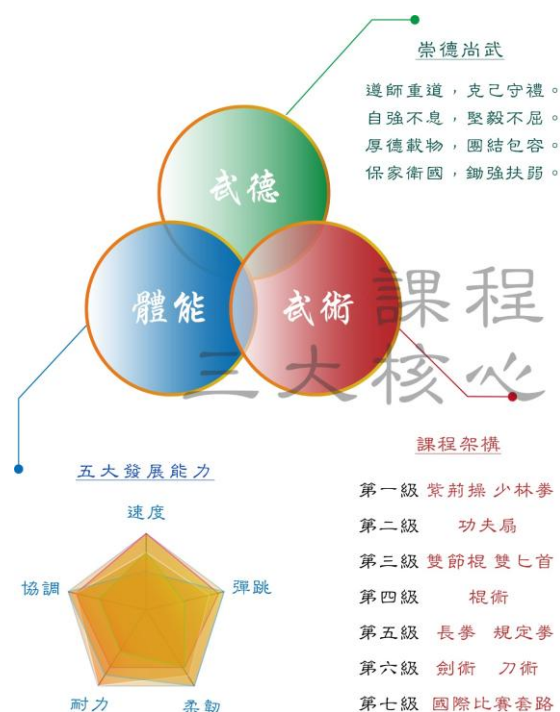 崇德尚武
遵師重道，克己守禮。
自强不息，堅毅不屈。
厚德載物，團結包容。
保家衛國，鋤强扶弱。
武德
體能
武術
課程
三大核心
五大發展能力
速度
協調
彈跳
耐力
柔韌
課程架構
第一級 紫荊操 少林拳
第二級 功夫扇
第三級 雙節棍 雙匕首
第四級 棍術
第五級 長拳 規定拳
第六級 劍術 刀術
第七級 國際比賽套路